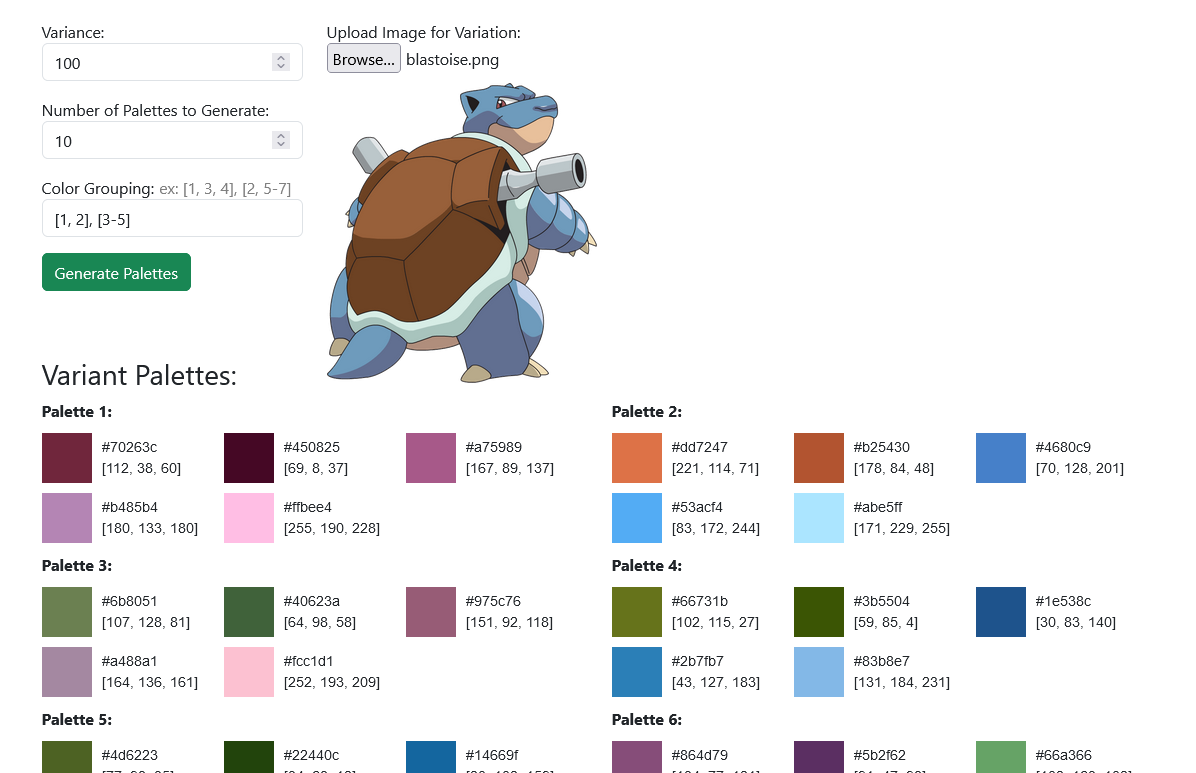 Variance:
Upload Image for Variation:
100
Browse... blastoise.png
Number of Palettes to Generate:
10
Color Grouping: ex: [1, 3, 4], [2, 5-7]
[1, 2], [3-5]
Generate Palettes
Variant Palettes:
Palette 1:
#70263c
[112, 38, 60]
#450825
[69, 8, 37]
#a75989
[167, 89, 137]
#b485b4
[180, 133, 180]
#ffbee4
[255, 190, 228]
Palette 2:
#dd7247
[221, 114, 71]
#b25430
[178, 84, 48]
#4680c9
[70, 128, 201]
#53acf4
[83, 172, 244]
#abe5ff
[171, 229, 255]
Palette 3:
#6b8051
[107, 128, 81]
#40623a
[64, 98, 58]
#975c76
[151, 92, 118]
#a488a1
[164, 136, 161]
#fcc1d1
[252, 193, 209]
Palette 4:
#66731b
[102, 115, 27]
#3b5504
[59, 85, 4]
#1e538c
[30, 83, 140]
#2b7fb7
[43, 127, 183]
#83b8e7
[131, 184, 231]
Palette 5:
#4d6223
#22440c
#14669f
Palette 6:
#864d79
#5b2f62
#66a366